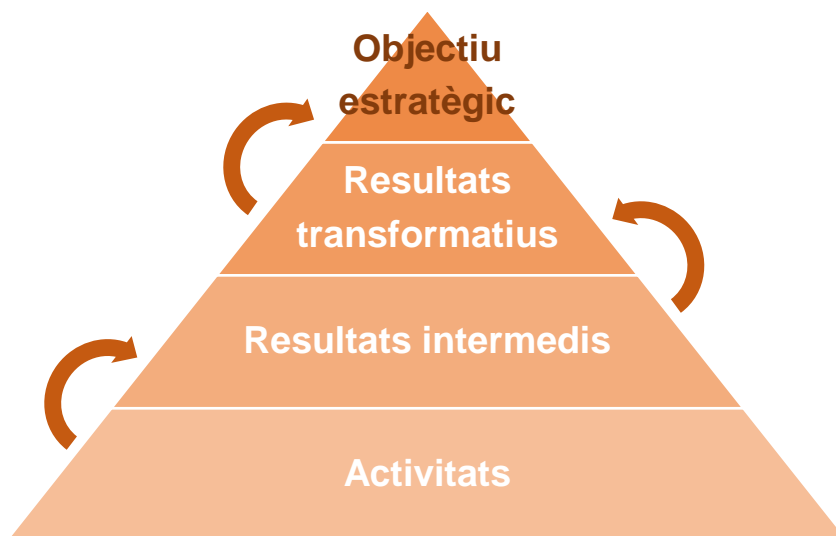 Objectiu
estratègic
Resultats
transformatius
Resultats intermedis
Activitats